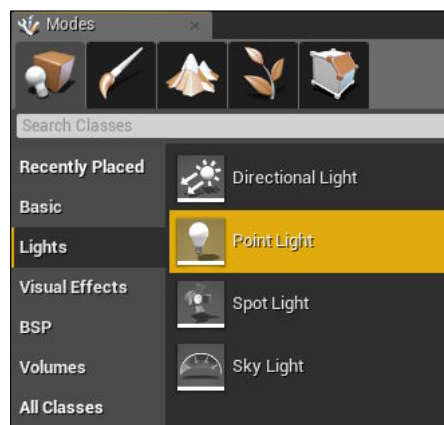 Modes
Search Classes
Recently Placed
Basic
Lights
Visual Effects
BSP
Volumes
All Classes
Directional Light
Point Light
Spot Light
Sky Light